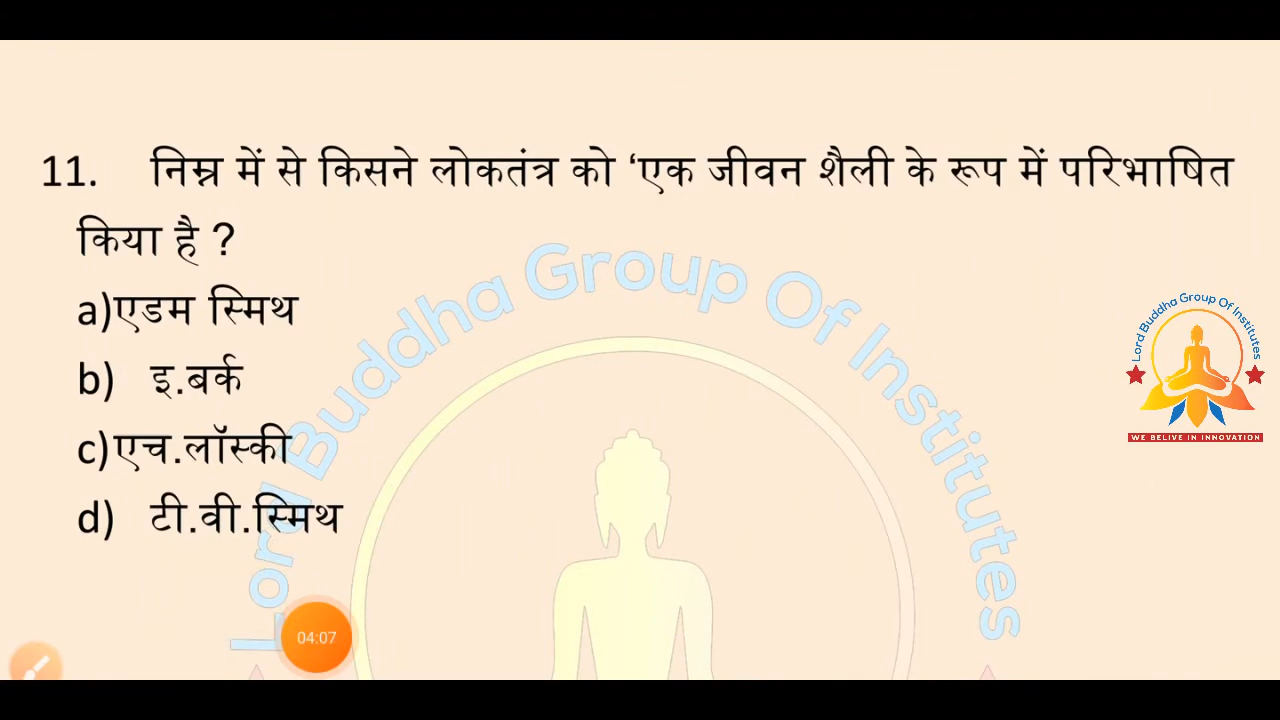 11. निम्न में से किसने लोकतंत्र को ‘एक जीवन शैली के रूप में परिभाषित
किया है ?
a)एडम स्मिथ
b) इ.बर्क
c)एच.लॉस्की
d) टी.वी.स्मिथ
Lord Buddha Group Of Institutes
Lord Buddha Group Of Institutes
WE BELIVE IN INNOVATION
04:07